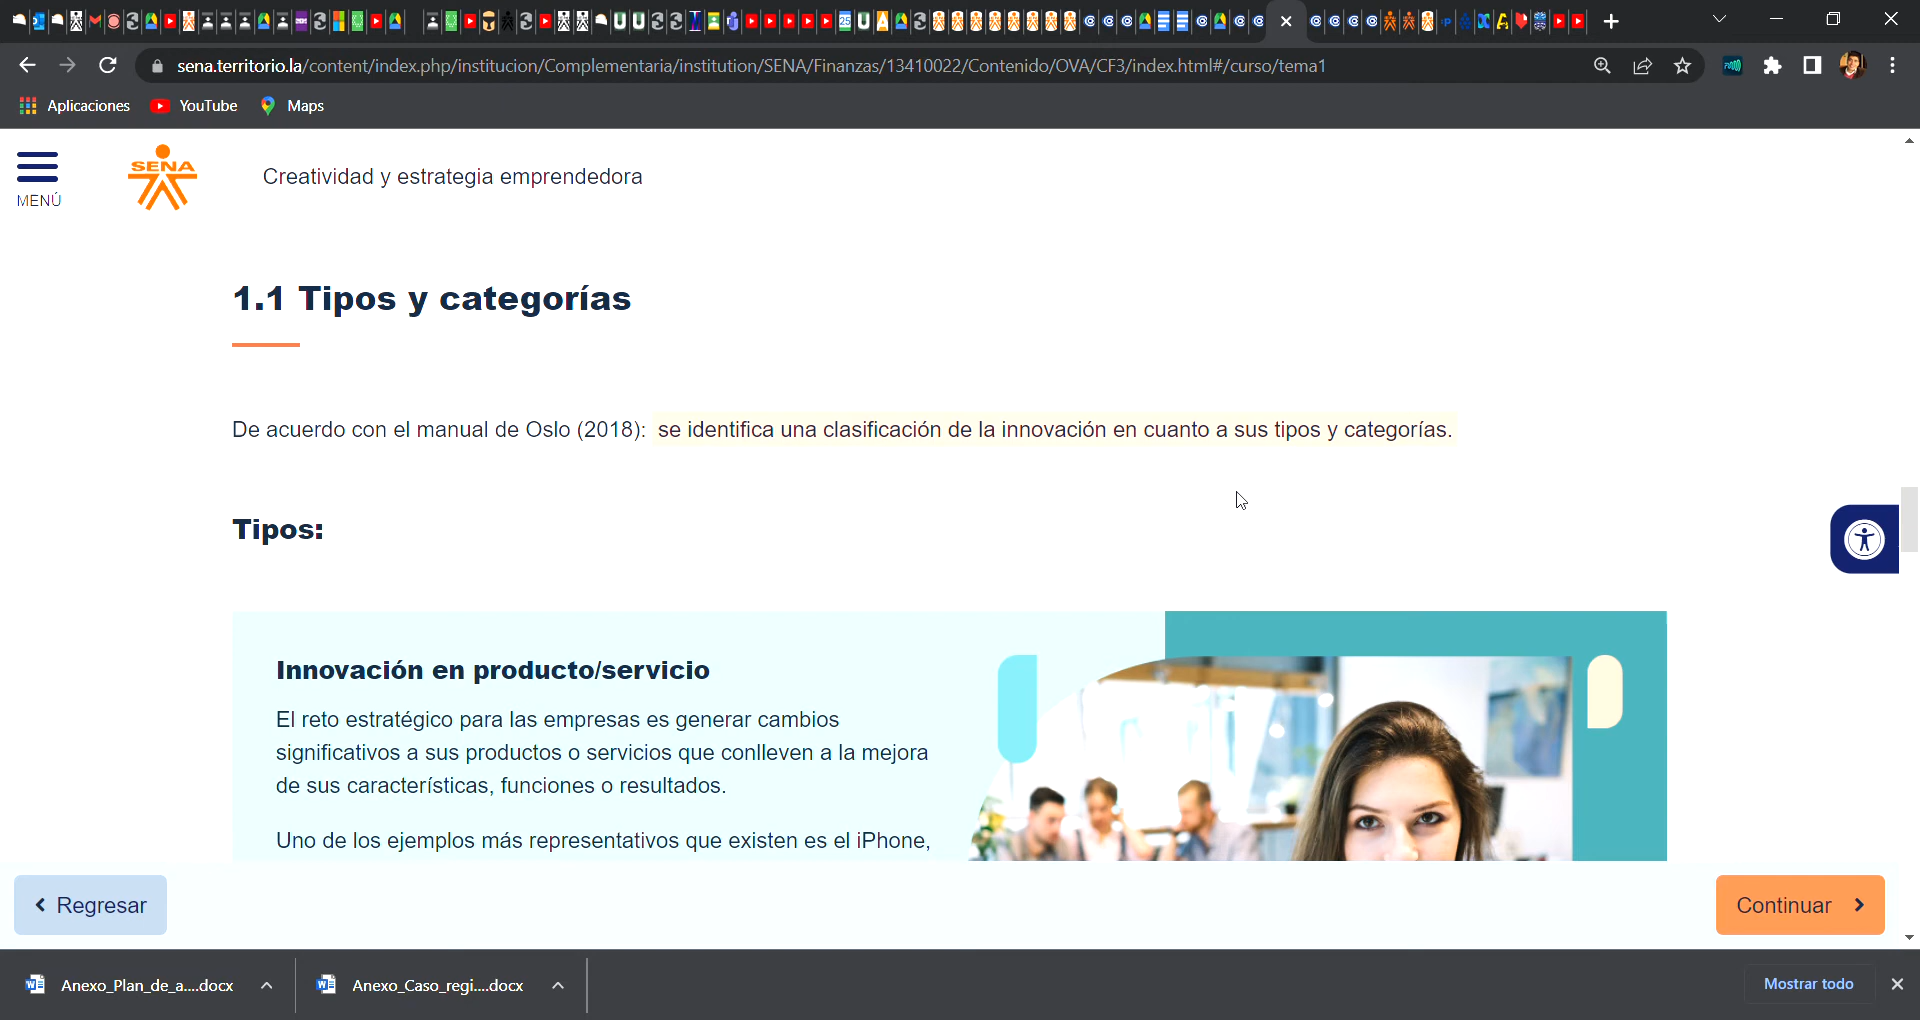 sena.territorio.la/content/index.php/institucion/Complementaria/institution/SENA/Finanzas/13410022/Contenido/OVA/CF3/index.html#/curso/tema1
Aplicaciones
YouTube
Maps
MENÚ
SENA
Creatividad y estrategia emprendedora
1.1 Tipos y categorías
De acuerdo con el manual de Oslo (2018): se identifica una clasificación de la innovación en cuanto a sus tipos y categorías.
Tipos:
Innovación en producto/servicio
El reto estratégico para las empresas es generar cambios
significativos a sus productos o servicios que conlleven a la mejora
de sus características, funciones o resultados.
Uno de los ejemplos más representativos que existen es el iPhone,
Regresar
Continuar
Anexo_Plan_de_a....docx
Anexo_Caso_regi....docx
Mostrar todo